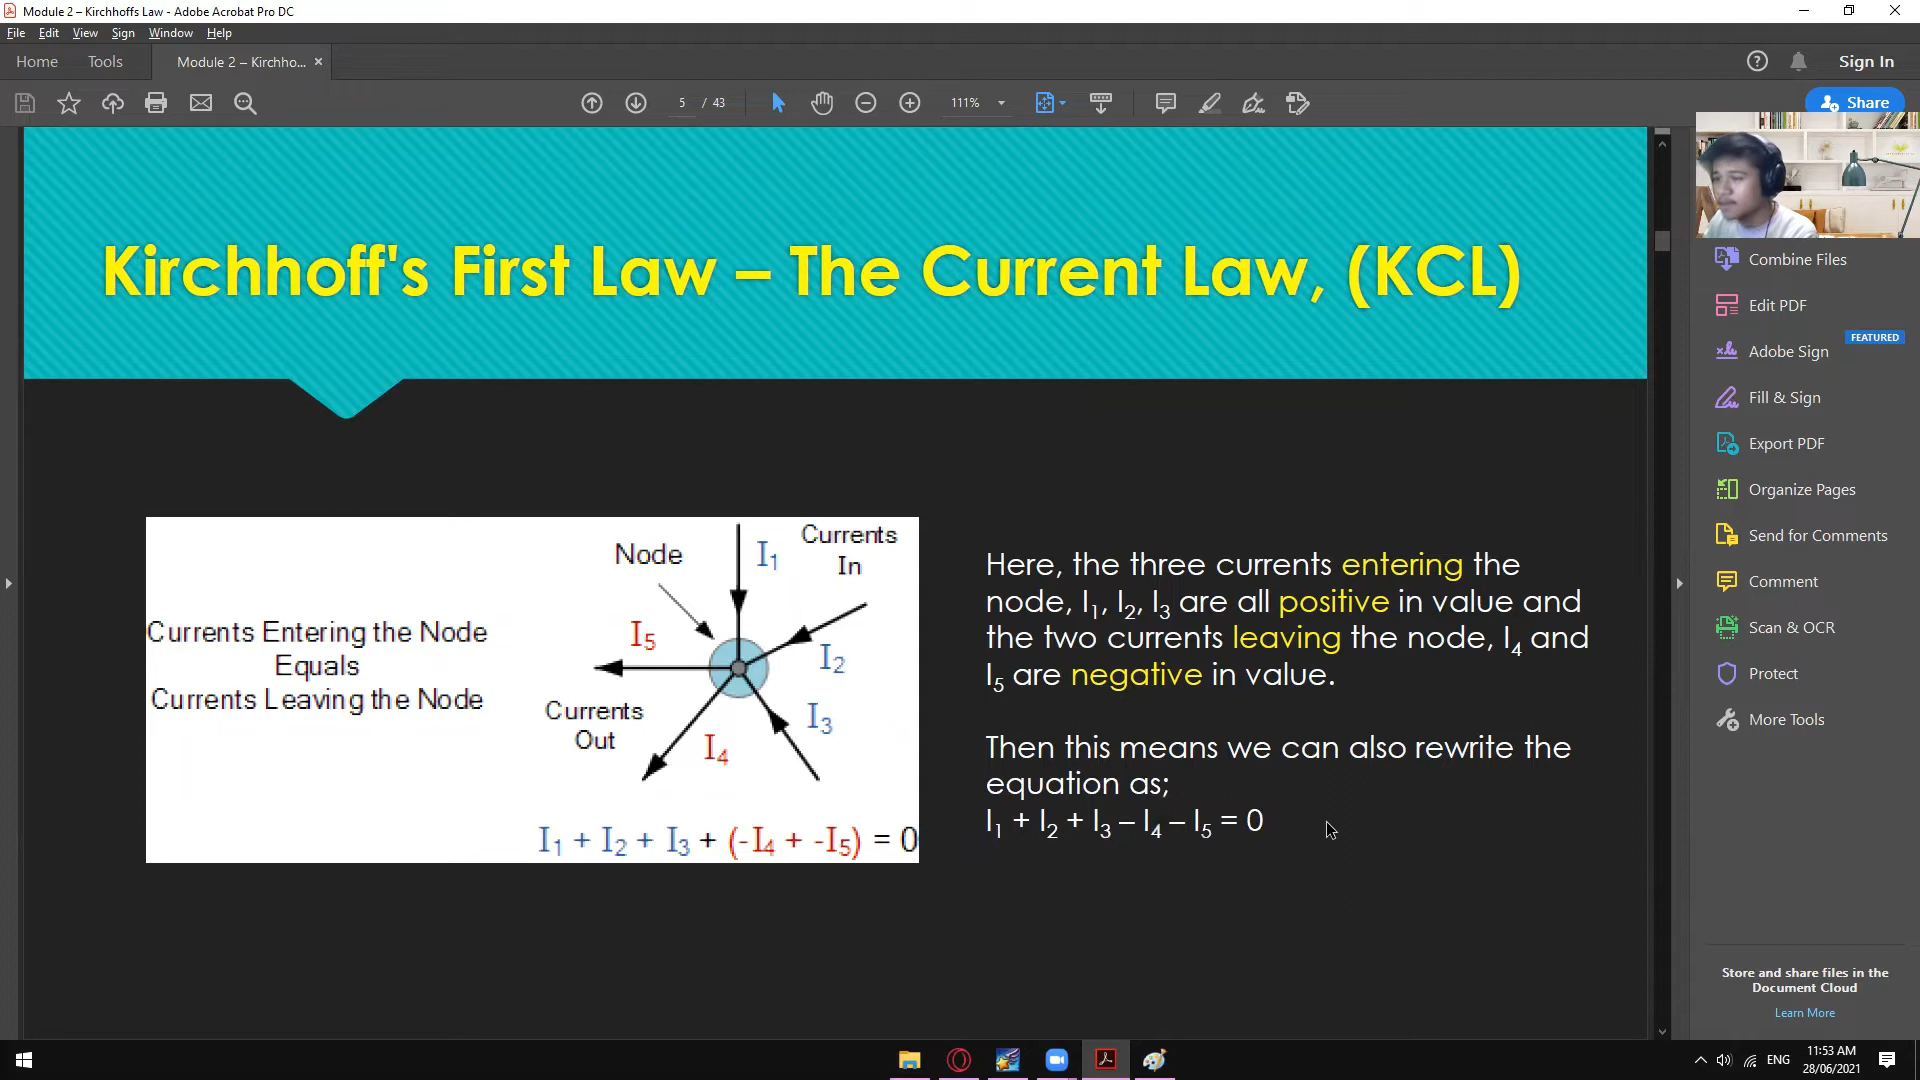 Module 2 – Kirchhoffs Law - Adobe Acrobat Pro DC
File Edit View Sign Window Help
Home Tools Module 2 – Kirchho... × Sign In
5 / 43 111% Share
Kirchhoff's First Law – The Current Law, (KCL)
Currents Entering the Node
Equals
Currents Leaving the Node
Node
I₁
Currents
In
I₅
I₂
Currents
Out
I₃
I₄
I₁ + I₂ + I₃ + (-I₄ + -I₅) = 0
Here, the three currents entering the
node, I₁, I₂, I₃ are all positive in value and
the two currents leaving the node, I₄ and
I₅ are negative in value.
Then this means we can also rewrite the
equation as;
I₁ + I₂ + I₃ – I₄ – I₅ = 0
Combine Files
Edit PDF
FEATURED
Adobe Sign
Fill & Sign
Export PDF
Organize Pages
Send for Comments
Comment
Scan & OCR
Protect
More Tools
Store and share files in the
Document Cloud
Learn More
ENG
11:53 AM
28/06/2021